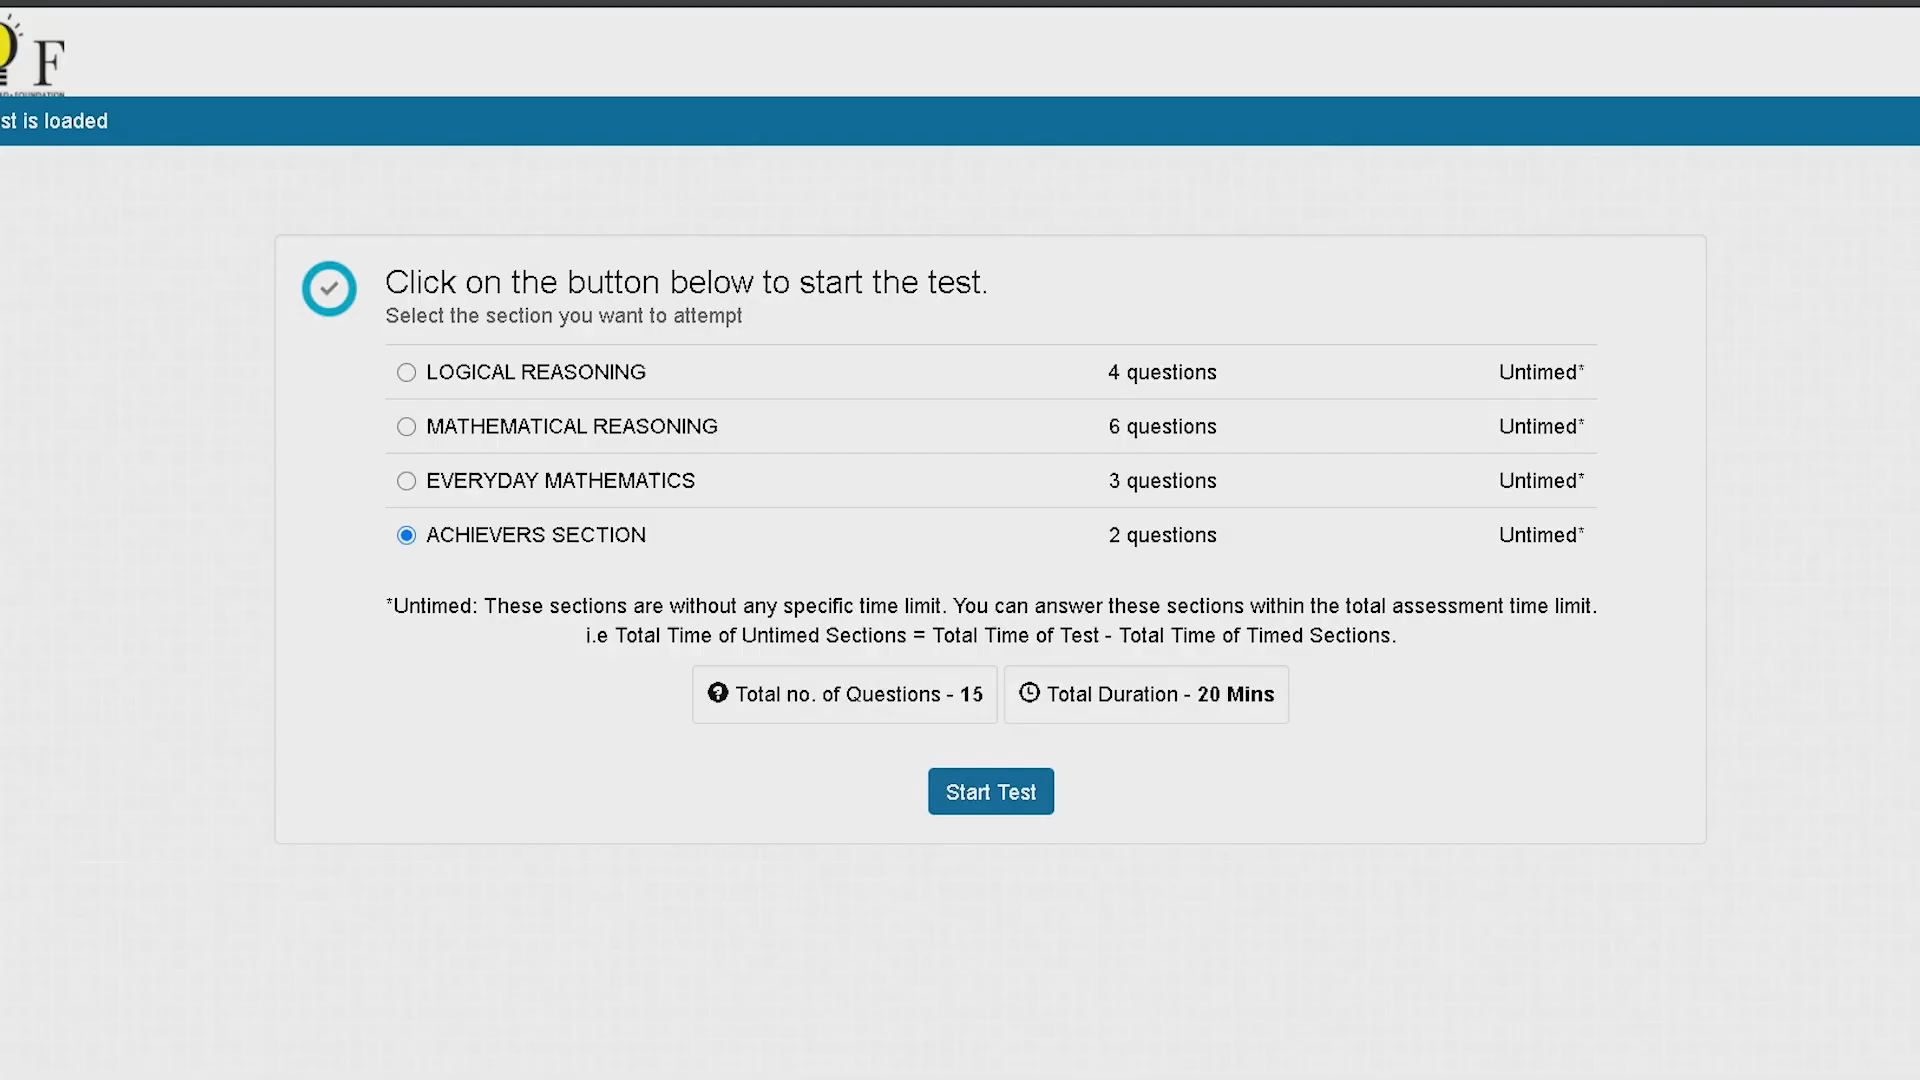 F
st is loaded
Click on the button below to start the test.
Select the section you want to attempt
LOGICAL REASONING 4 questions Untimed*
MATHEMATICAL REASONING 6 questions Untimed*
EVERYDAY MATHEMATICS 3 questions Untimed*
ACHIEVERS SECTION 2 questions Untimed*
*Untimed: These sections are without any specific time limit. You can answer these sections within the total assessment time limit.
i.e Total Time of Untimed Sections = Total Time of Test - Total Time of Timed Sections.
Total no. of Questions - 15 Total Duration - 20 Mins
Start Test